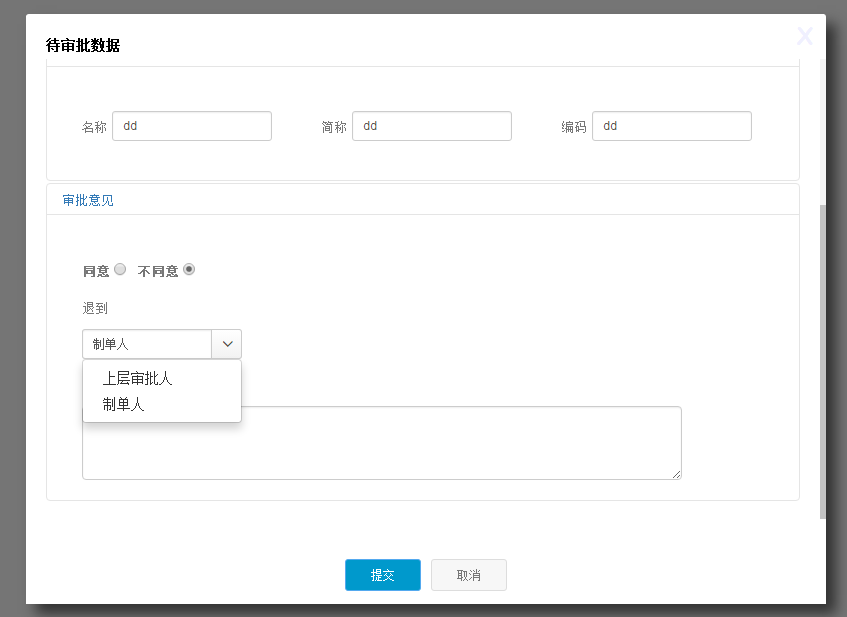 待审批数据 X
名称 dd 简称 dd 编码 dd
审批意见
同意 不同意
退到
制单人
上层审批人
制单人
提交 取消